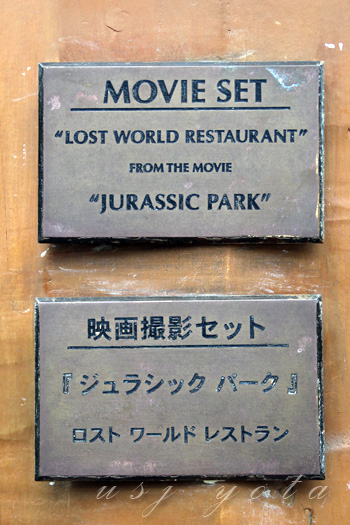 MOVIE SET
“LOST WORLD RESTAURANT”
FROM THE MOVIE
“JURASSIC PARK”
映画撮影セット
『ジュラシック パーク』
ロスト ワールド レストラン
usj yota